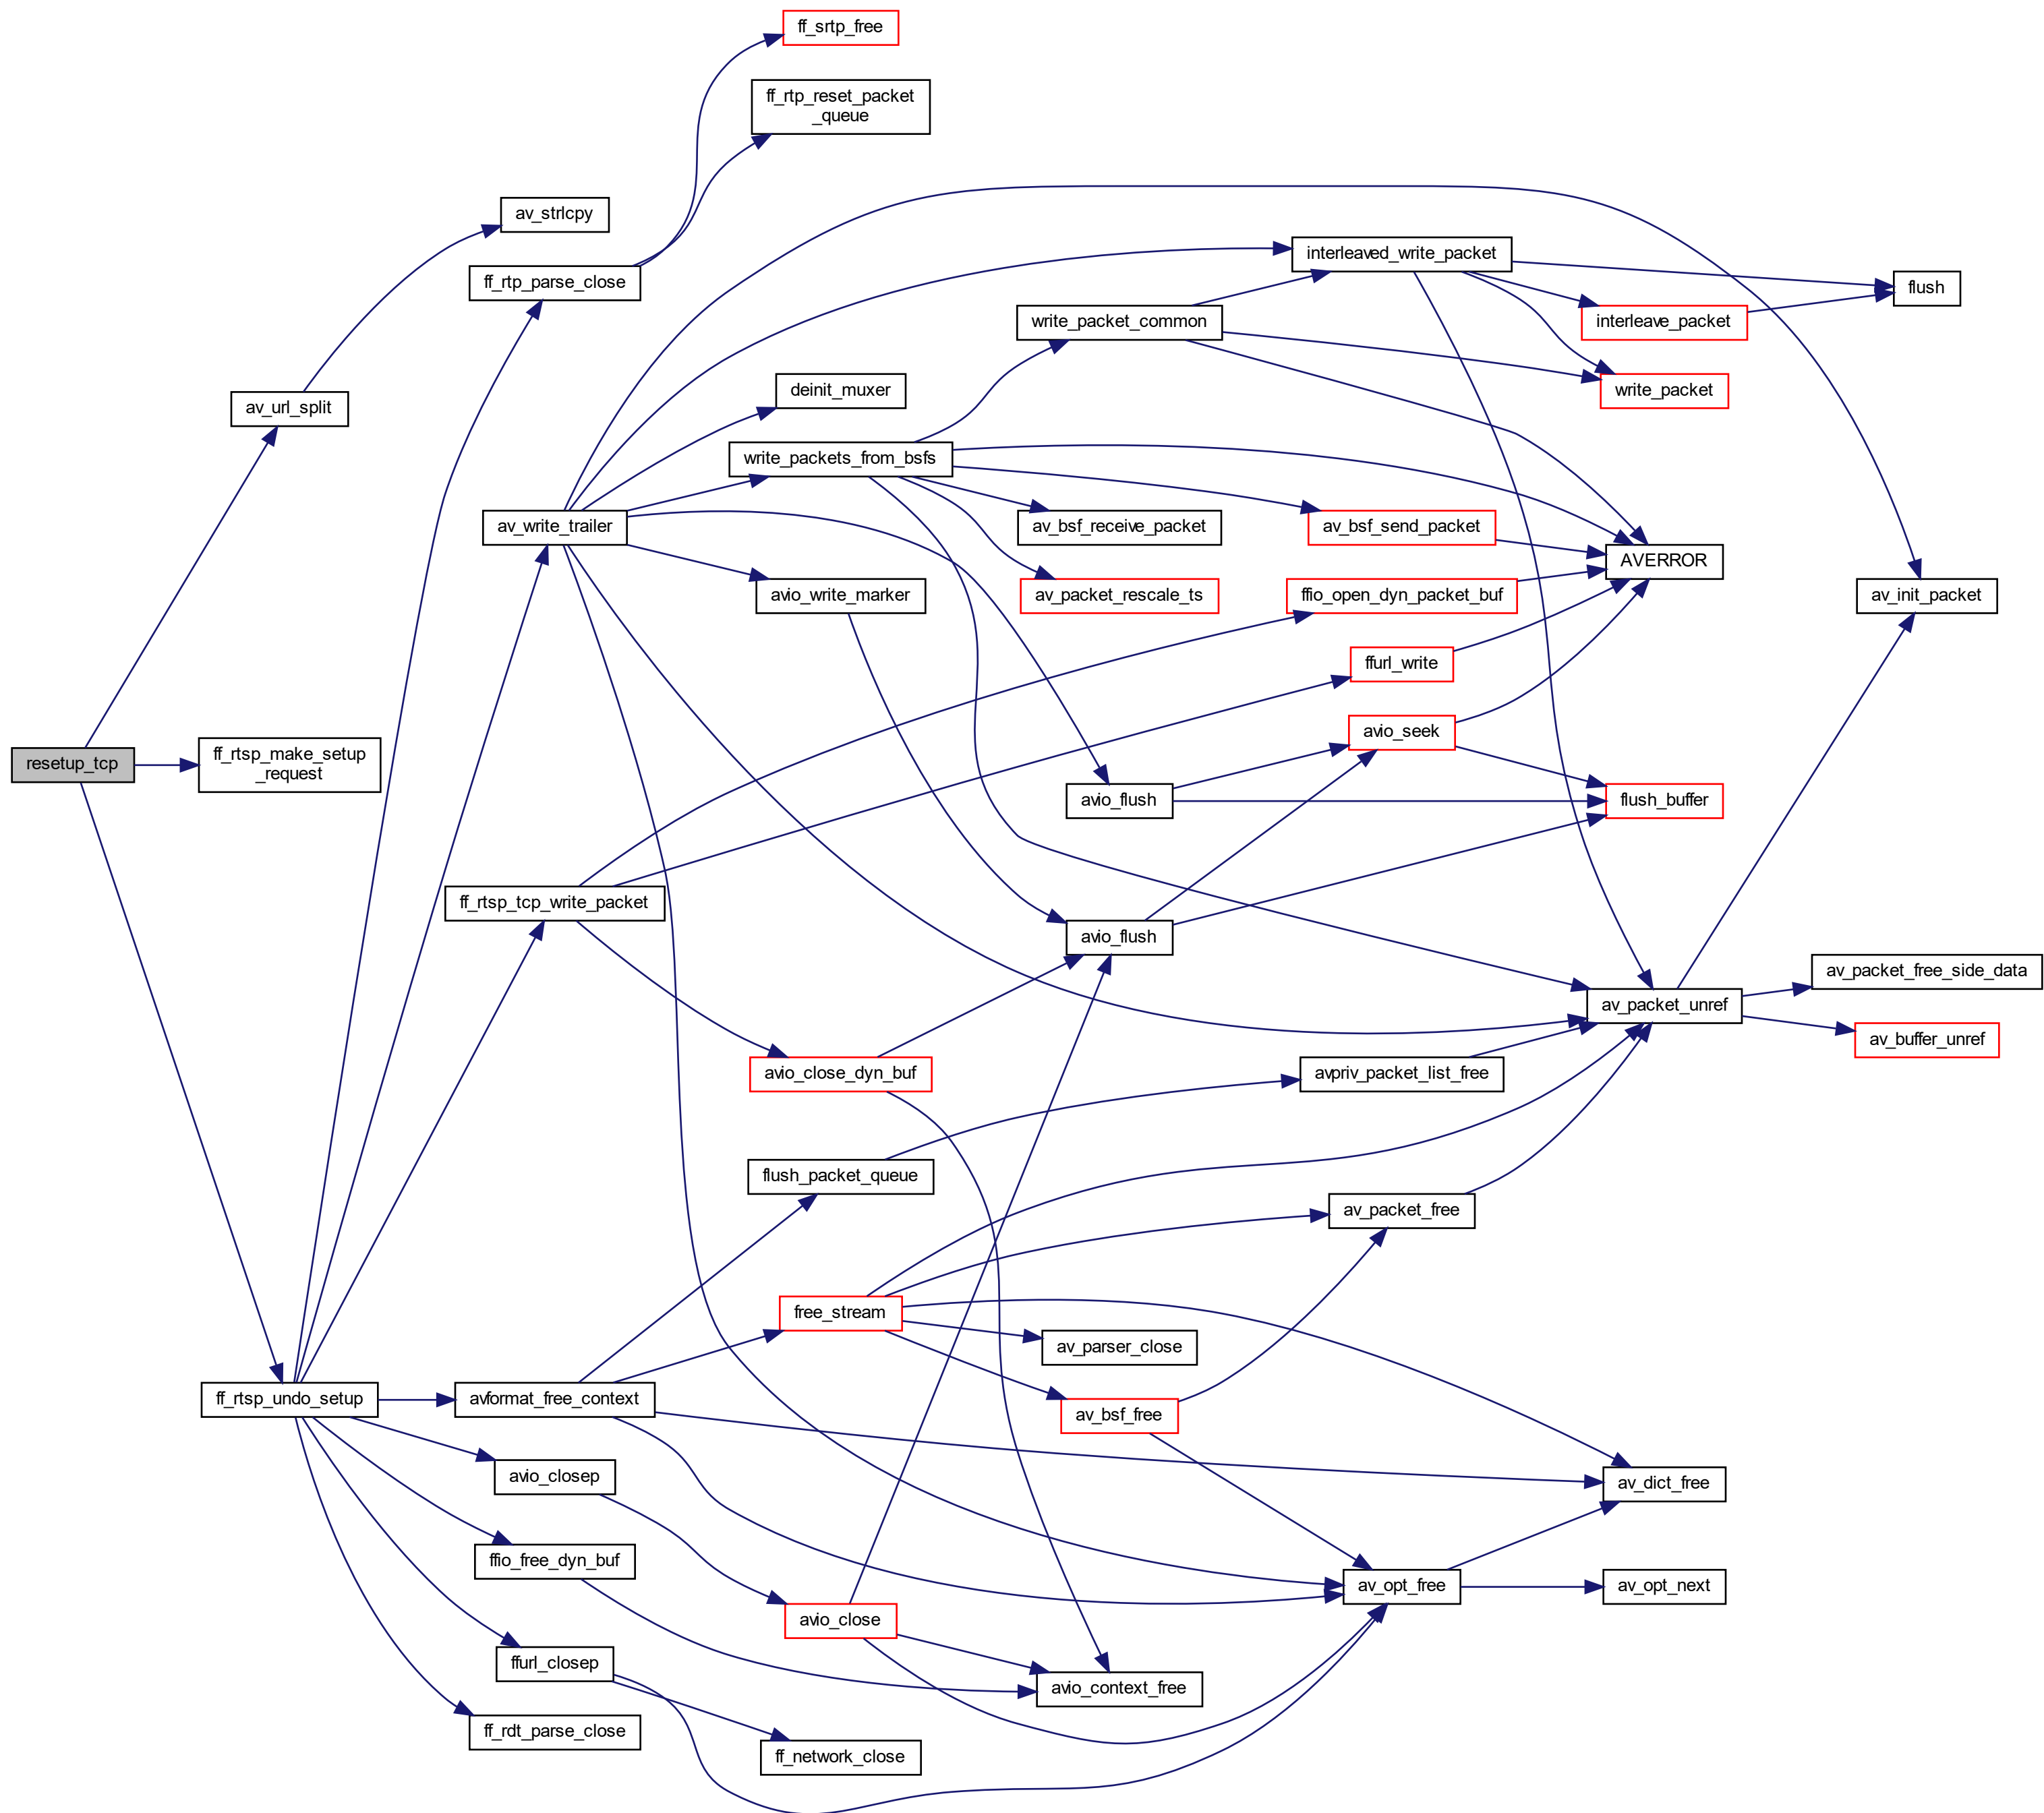 ff_srtp_free
ff_rtp_reset_packet
_queue
av_strlcpy
ff_rtp_parse_close
interleaved_write_packet
flush
write_packet_common
interleave_packet
deinit_muxer
write_packet
av_url_split
write_packets_from_bsfs
av_write_trailer
av_bsf_receive_packet
av_bsf_send_packet
AVERROR
avio_write_marker
av_packet_rescale_ts
ffio_open_dyn_packet_buf
av_init_packet
ffurl_write
avio_seek
resetup_tcp
ff_rtsp_make_setup
_request
avio_flush
flush_buffer
ff_rtsp_tcp_write_packet
avio_flush
av_packet_free_side_data
av_packet_unref
av_buffer_unref
avio_close_dyn_buf
avpriv_packet_list_free
flush_packet_queue
av_packet_free
free_stream
av_parser_close
ff_rtsp_undo_setup
avformat_free_context
av_bsf_free
avio_closep
av_dict_free
ffio_free_dyn_buf
av_opt_free
av_opt_next
avio_close
ffurl_closep
avio_context_free
ff_rdt_parse_close
ff_network_close